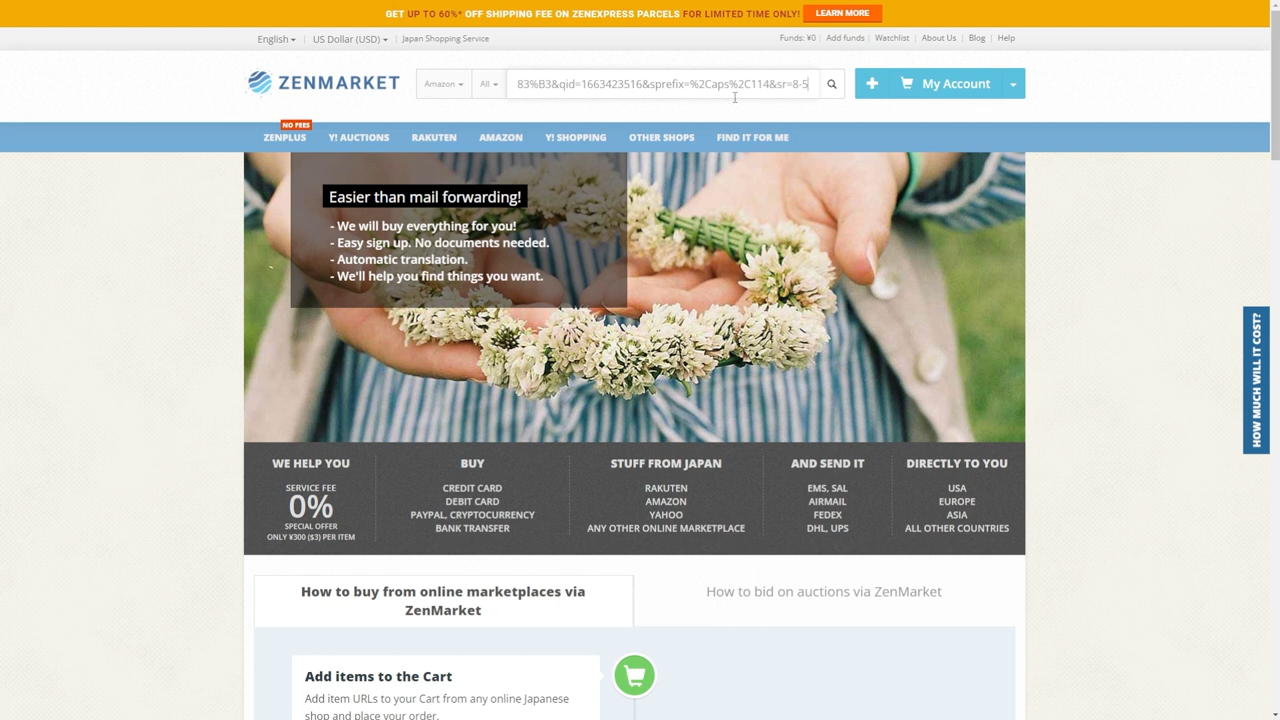 GET UP TO 60%* OFF SHIPPING FEE ON ZENEXPRESS PARCELS FOR LIMITED TIME ONLY! LEARN MORE
English | US Dollar (USD) | Japan Shopping Service
Funds: ¥0 | Add funds | Watchlist | About Us | Blog | Help
ZENMARKET
Amazon All 83%B3&qid=1663423516&sprefix=%2Caps%2C114&sr=8-5
My Account
NO FEES
ZENPLUS Y! AUCTIONS RAKUTEN AMAZON Y! SHOPPING OTHER SHOPS FIND IT FOR ME
Easier than mail forwarding!
- We will buy everything for you!
- Easy sign up. No documents needed.
- Automatic translation.
- We'll help you find things you want.
HOW MUCH WILL IT COST?
WE HELP YOU
SERVICE FEE
0%
SPECIAL OFFER
ONLY ¥300 ($3) PER ITEM
BUY
CREDIT CARD
DEBIT CARD
PAYPAL, CRYPTOCURRENCY
BANK TRANSFER
STUFF FROM JAPAN
RAKUTEN
AMAZON
YAHOO
ANY OTHER ONLINE MARKETPLACE
AND SEND IT
EMS, SAL
AIRMAIL
FEDEX
DHL, UPS
DIRECTLY TO YOU
USA
EUROPE
ASIA
ALL OTHER COUNTRIES
How to buy from online marketplaces via
ZenMarket
How to bid on auctions via ZenMarket
Add items to the Cart
Add item URLs to your Cart from any online Japanese
shop and place your order.